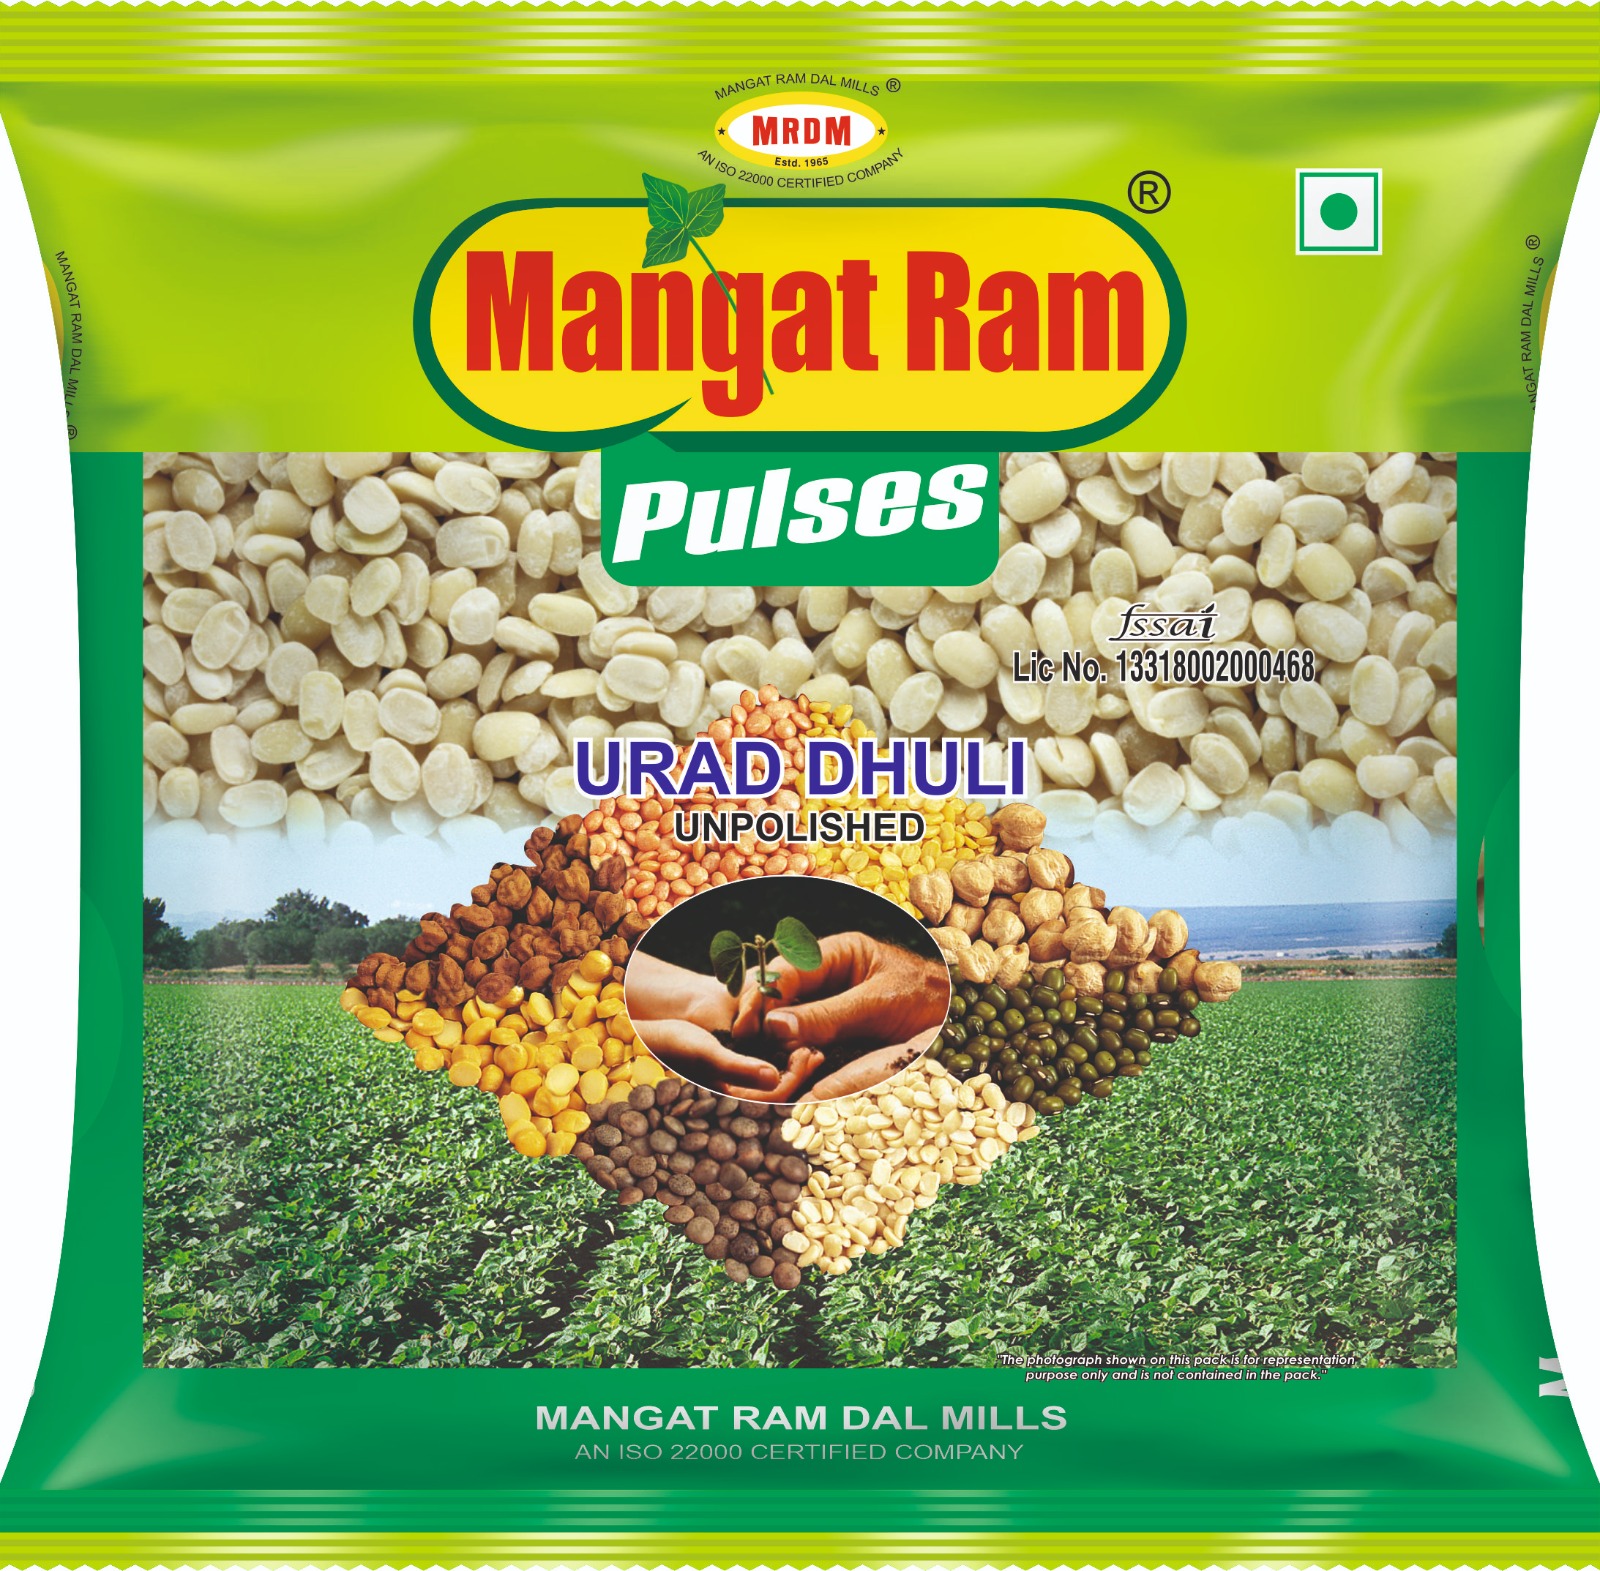 MANGAT RAM DAL MILLS ®
MRDM
Estd. 1965
AN ISO 22000 CERTIFIED COMPANY
®
Mangat Ram
Pulses
MANGAT RAM DAL MILLS ®
MANGAT RAM DAL MILLS ®
fssai
Lic No. 13318002000468
URAD DHULI
UNPOLISHED
"The photograph shown on this pack is for representation
purpose only and is not contained in the pack."
MANGAT RAM DAL MILLS
AN ISO 22000 CERTIFIED COMPANY